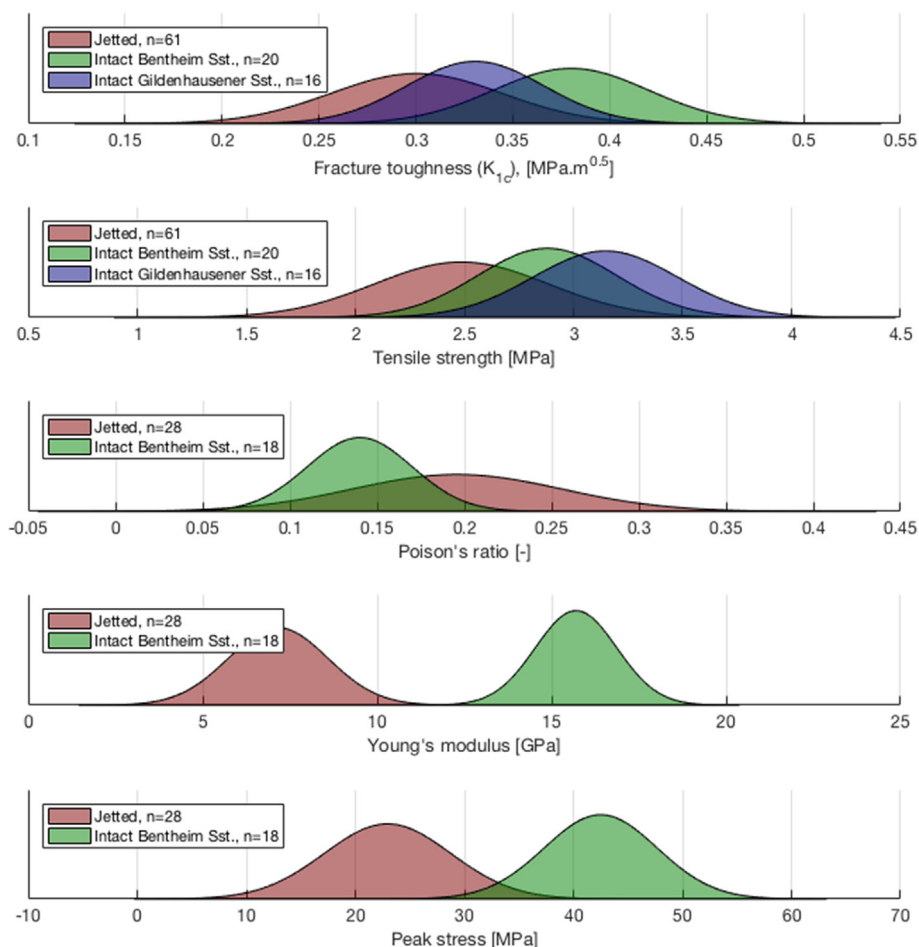 Jetted, n=61
Intact Bentheim Sst., n=20
Intact Gildenhausener Sst., n=16
0.1 0.15 0.2 0.25 0.3 0.35 0.4 0.45 0.5 0.55
Fracture toughness (K1c), [MPa.m0.5]
Jetted, n=61
Intact Bentheim Sst., n=20
Intact Gildenhausener Sst., n=16
0.5 1 1.5 2 2.5 3 3.5 4 4.5
Tensile strength [MPa]
Jetted, n=28
Intact Bentheim Sst., n=18
-0.05 0 0.05 0.1 0.15 0.2 0.25 0.3 0.35 0.4 0.45
Poison's ratio [-]
Jetted, n=28
Intact Bentheim Sst., n=18
0 5 10 15 20 25
Young's modulus [GPa]
Jetted, n=28
Intact Bentheim Sst., n=18
-10 0 10 20 30 40 50 60 70
Peak stress [MPa]